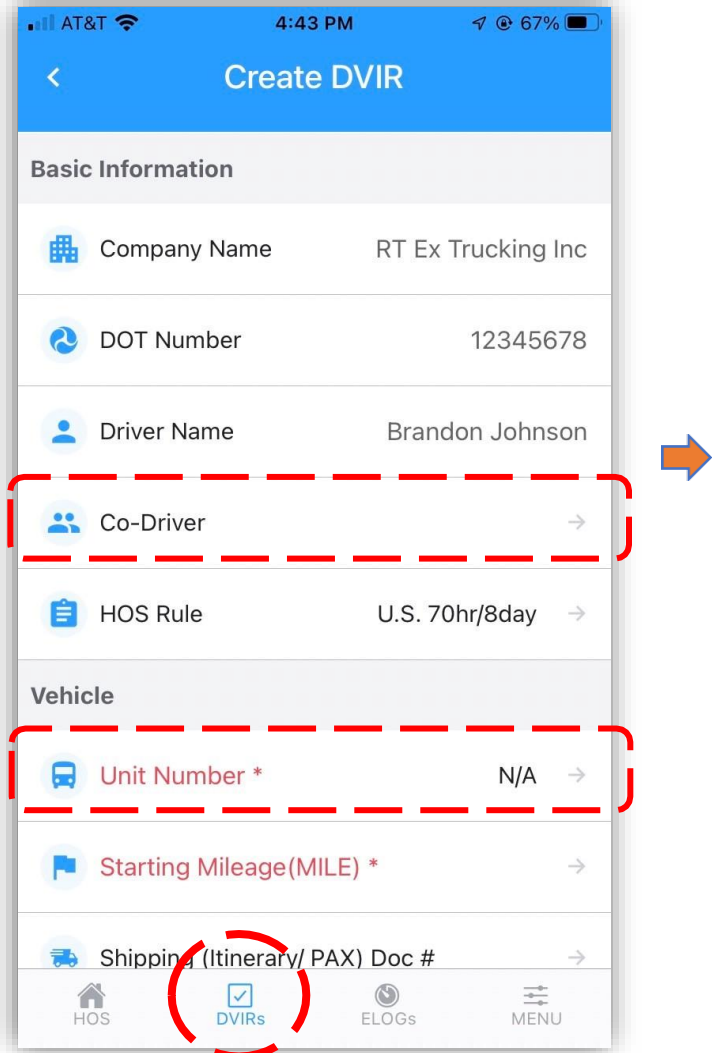 AT&T 4:43 PM 67%
Create DVIR
Basic Information
Company Name RT Ex Trucking Inc
DOT Number 12345678
Driver Name Brandon Johnson
Co-Driver
HOS Rule U.S. 70hr/8day
Vehicle
Unit Number * N/A
Starting Mileage(MILE) *
Shipping (Itinerary/ PAX) Doc #
HOS DVIRs ELOGs MENU